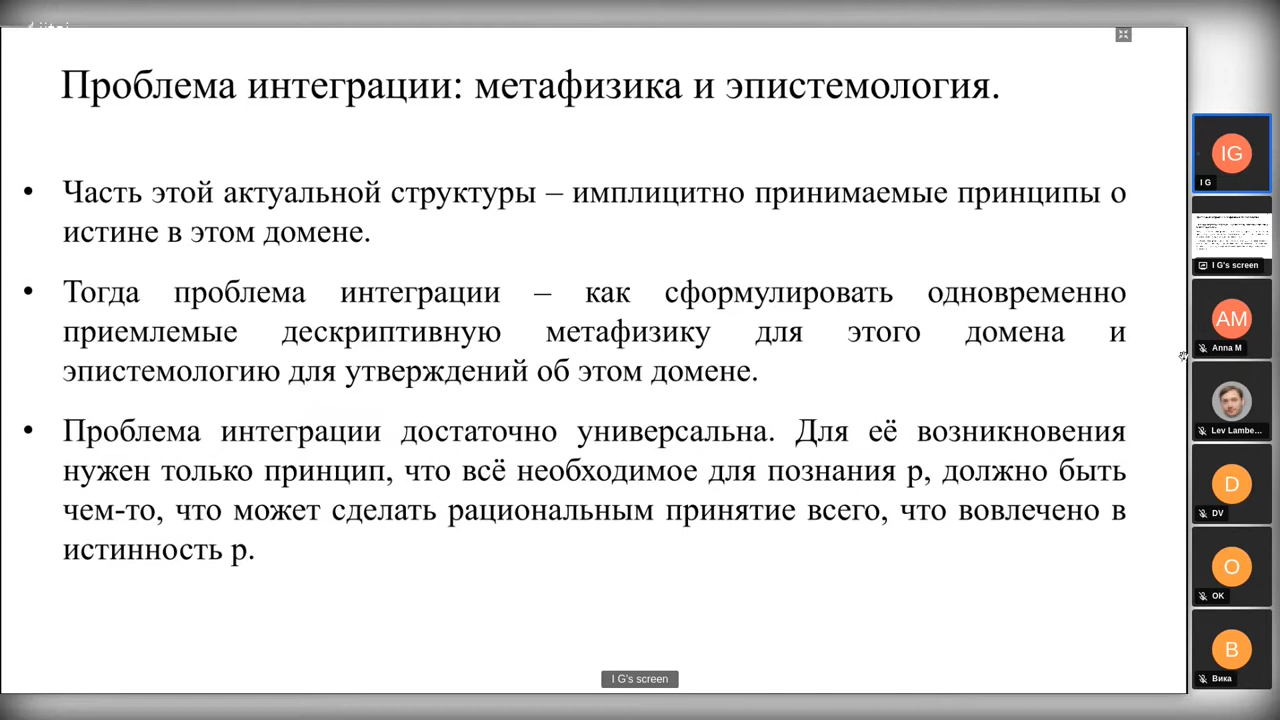 Проблема интеграции: метафизика и эпистемология.
• Часть этой актуальной структуры – имплицитно принимаемые принципы о
истине в этом домене.
• Тогда проблема интеграции – как сформулировать одновременно
приемлемые дескриптивную метафизику для этого домена и
эпистемологию для утверждений об этом домене.
• Проблема интеграции достаточно универсальна. Для её возникновения
нужен только принцип, что всё необходимое для познания p, должно быть
чем-то, что может сделать рациональным принятие всего, что вовлечено в
истинность p.
I G's screen
IG
I G
I G's screen
AM
Anna M
Lev Lambe...
D
DV
O
OK
В
Вика